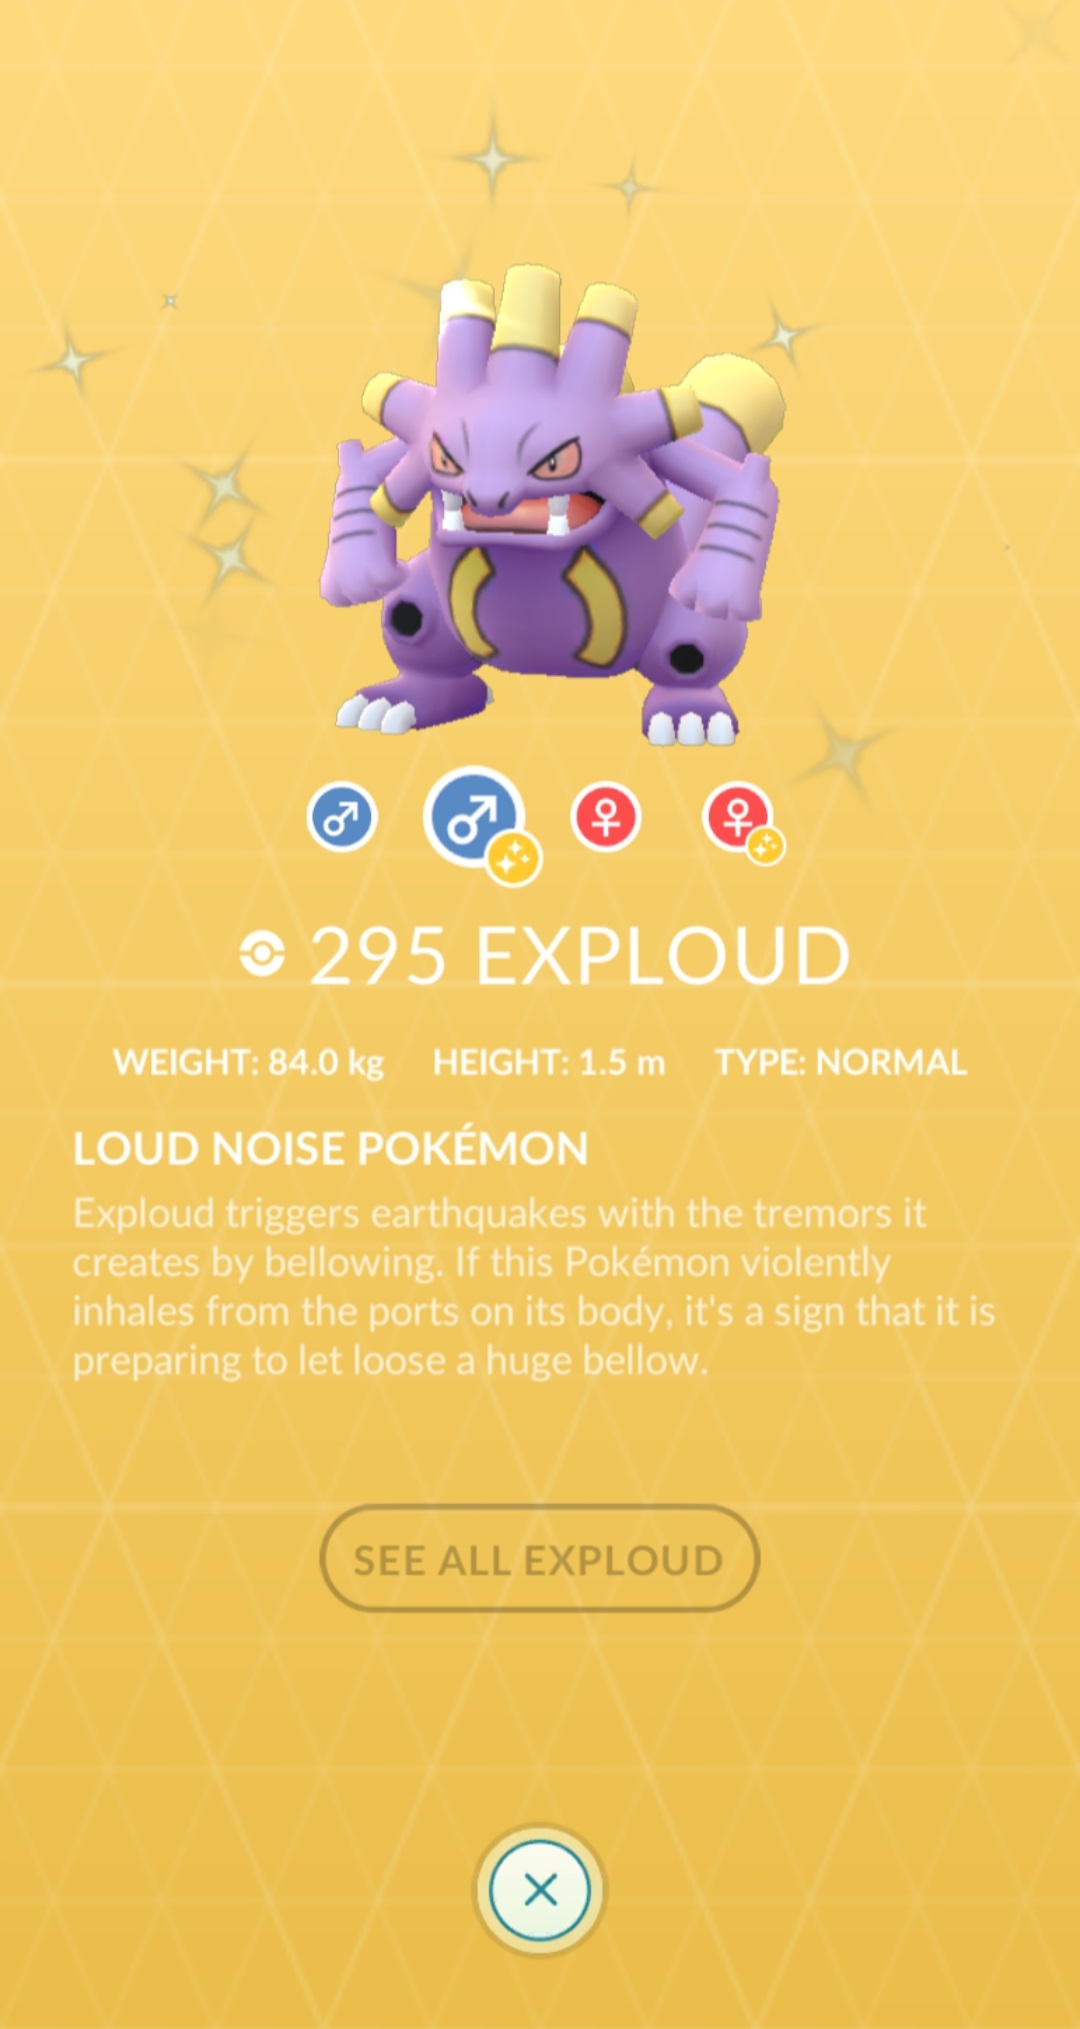 295 EXPLOUD
WEIGHT: 84.0 kg HEIGHT: 1.5 m TYPE: NORMAL
LOUD NOISE POKÉMON
Exploud triggers earthquakes with the tremors it
creates by bellowing. If this Pokémon violently
inhales from the ports on its body, it's a sign that it is
preparing to let loose a huge bellow.
SEE ALL EXPLOUD